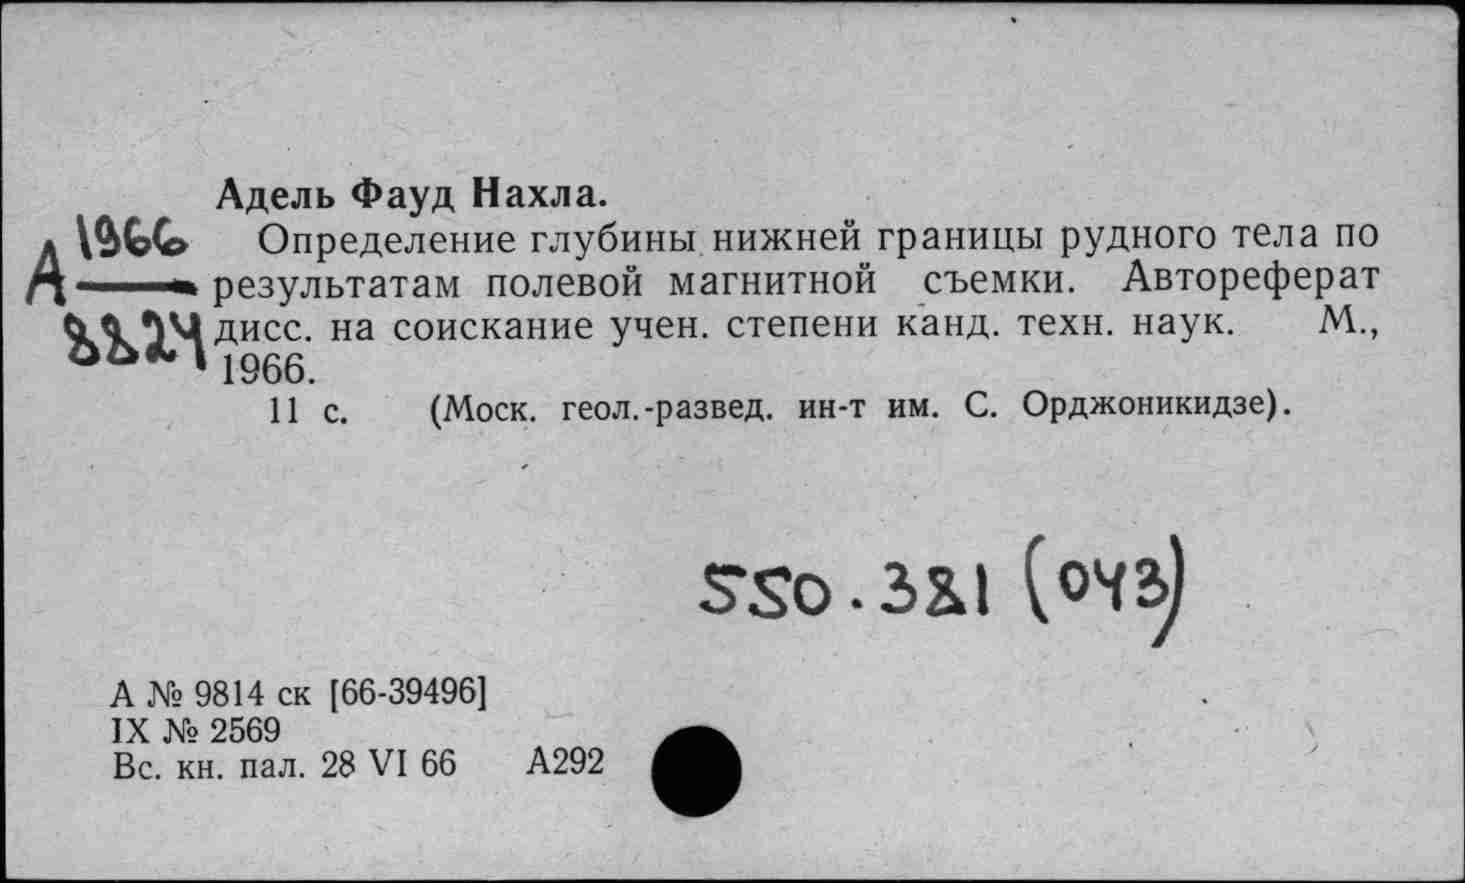 Адель Фауд Нахла.
1966 Определение глубины нижней границы рудного тела по
А результатам полевой магнитной съемки. Автореферат
дисс. на соискание учен. степени канд. техн. наук. М.,
1966.
11 с. (Моск. геол.-развед. ин-т им. С. Орджоникидзе).
550.381 (043)
А № 9814 ск [66-39496]
IX № 2569
Вс. кн. пал. 28 VI 66 А292